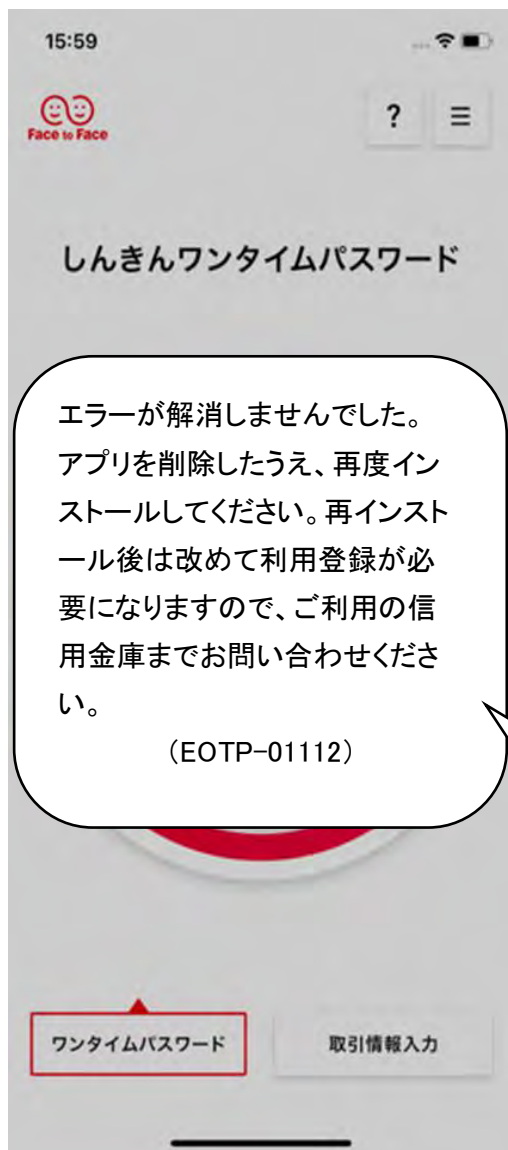 15:59
Face to Face
?
しんきんワンタイムパスワード
エラーが解消しませんでした。
アプリを削除したうえ、再度イン
ストールしてください。再インスト
ール後は改めて利用登録が必
要になりますので、ご利用の信
用金庫までお問い合わせくださ
い。
（EOTP-01112）
ワンタイムパスワード
取引情報入力